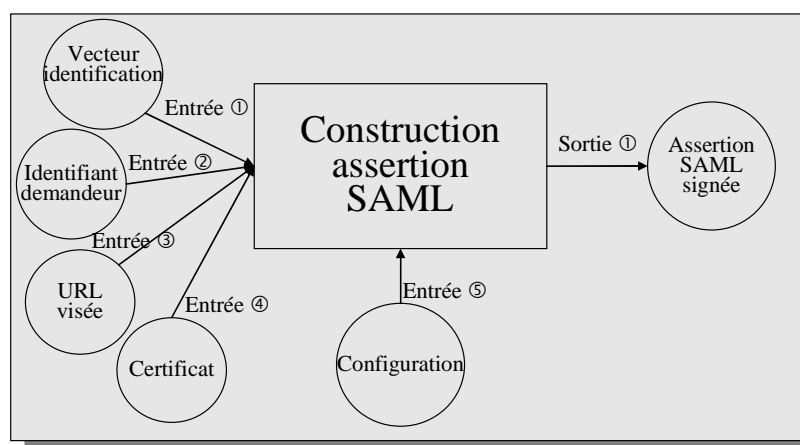 Vecteur
identification
Entrée ①
Identifiant
demandeur
Entrée ②
Entrée ③
URL
visée
Entrée ④
Certificat
Construction
assertion
SAML
Entrée ⑤
Configuration
Sortie ①
Assertion
SAML
signée